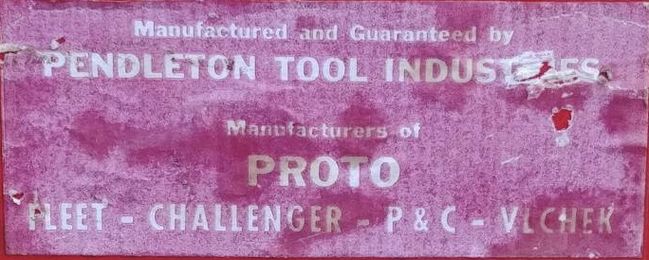 Manufactured and Guaranteed by
PENDLETON TOOL INDUSTRIES
Manufacturers of
PROTO
FLEET - CHALLENGER - P & C - VLCHEK